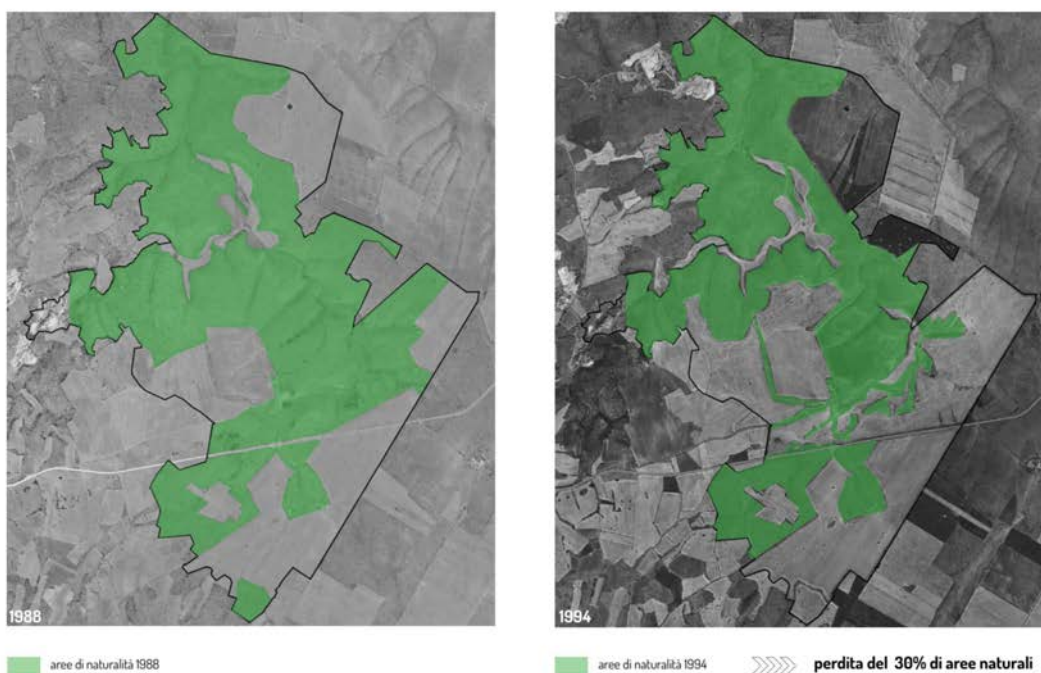 1988
1994
aree di naturalità 1988
aree di naturalità 1994
perdita del 30% di aree naturali